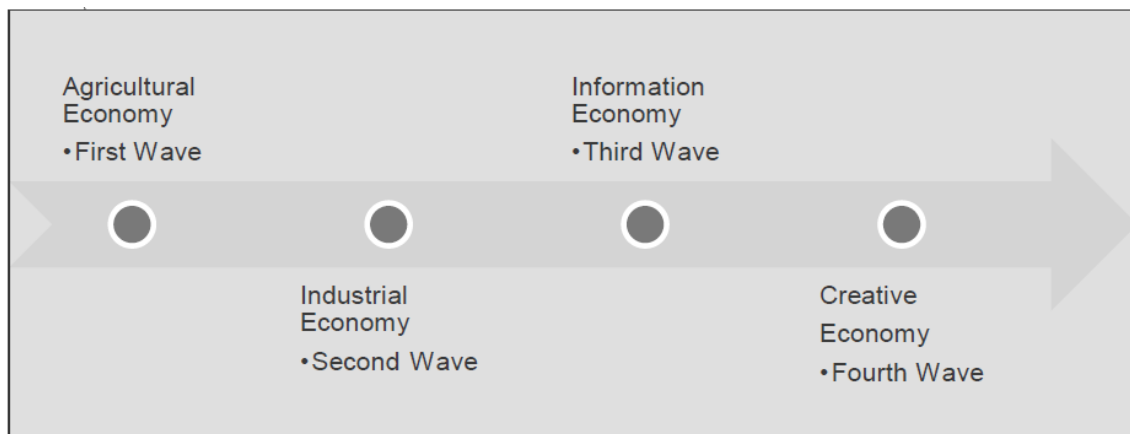 Agricultural
Economy
•First Wave
Industrial
Economy
•Second Wave
Information
Economy
•Third Wave
Creative
Economy
•Fourth Wave